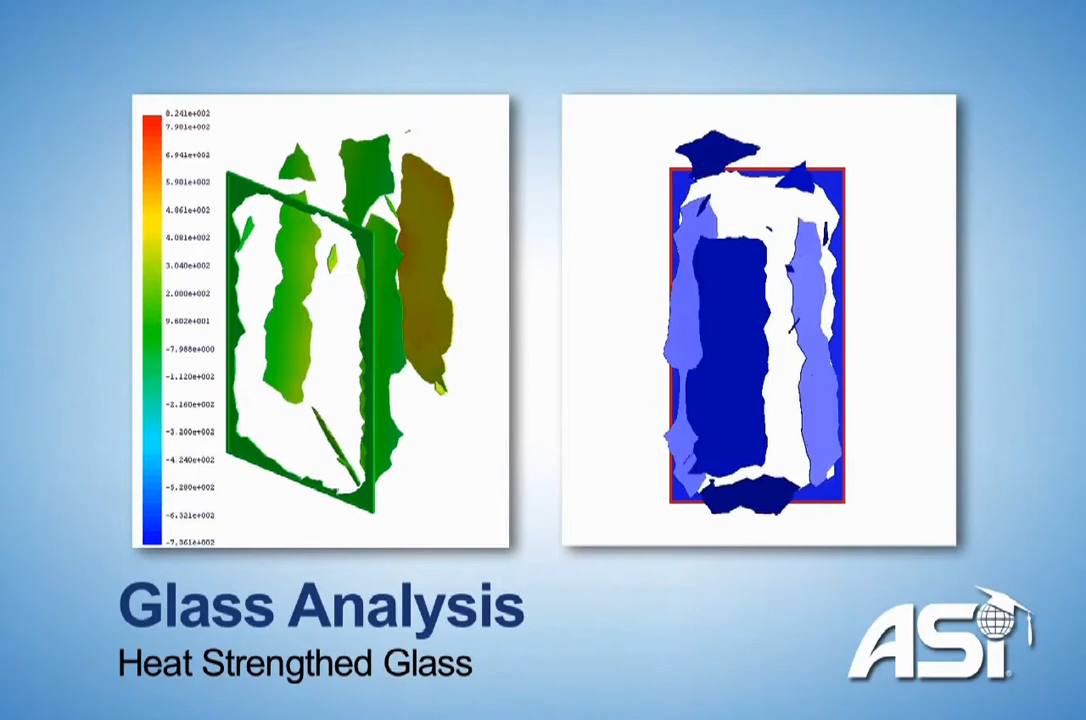 8.241e+002
7.901e+002
6.941e+002
5.901e+002
4.061e+002
4.081e+002
3.040e+002
2.000e+002
9.602e+001
-7.988e+000
-1.120e+002
-2.160e+002
-3.200e+002
-4.240e+002
-5.280e+002
-6.321e+002
-7.361e+002
Glass Analysis
Heat Strengthed Glass
ASi